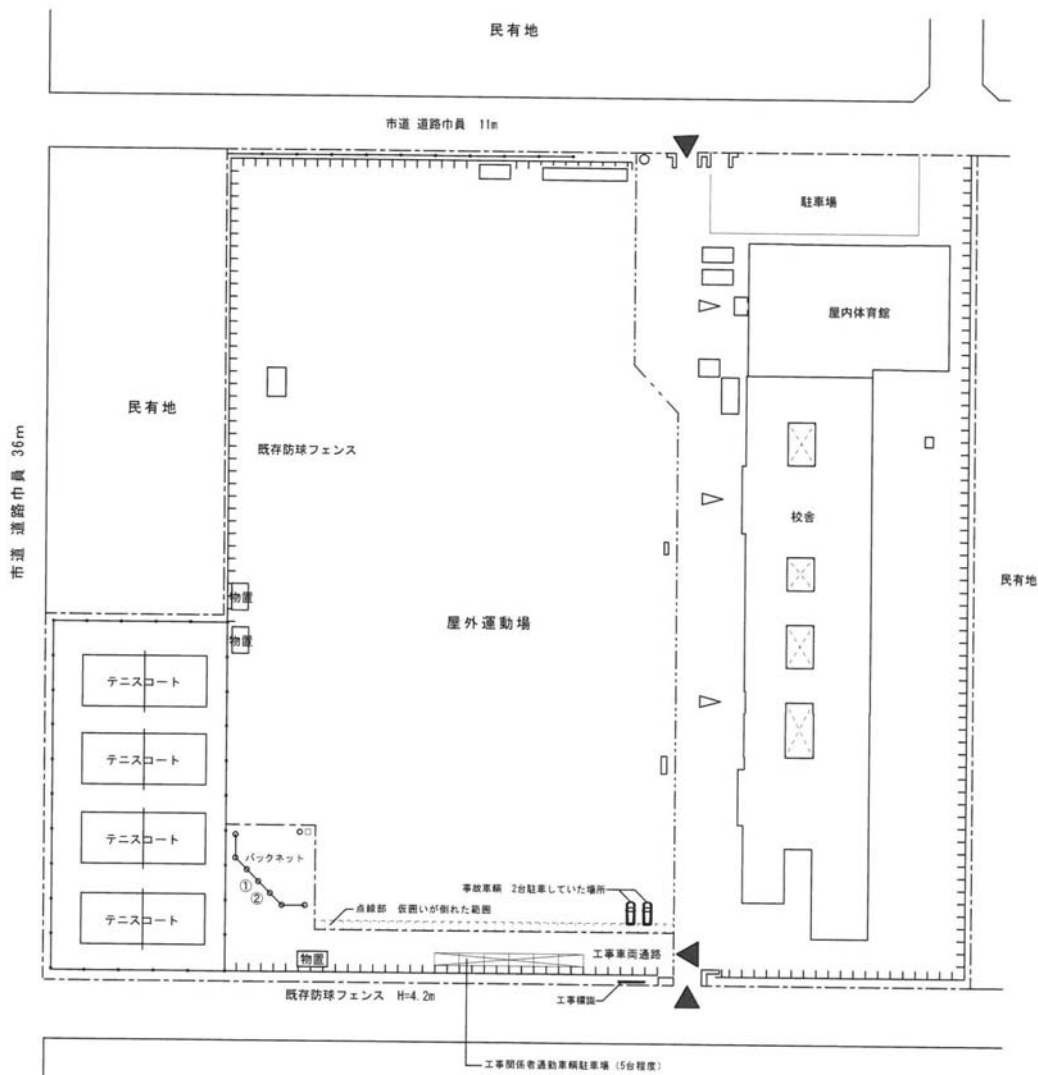 民有地
市道 道路巾員 11m
駐車場
屋内体育館
民有地
市道 道路巾員 36m
既存防球フェンス
校舎
民有地
物置
物置
屋外運動場
テニスコート
テニスコート
テニスコート
テニスコート
バックネット
①
②
事故車輌 2台駐車していた場所
点線部 仮囲いが倒れた範囲
物置
工事車両通路
既存防球フェンス H=4.2m
工事標識
工事関係者通勤車輌駐車場(5台程度)